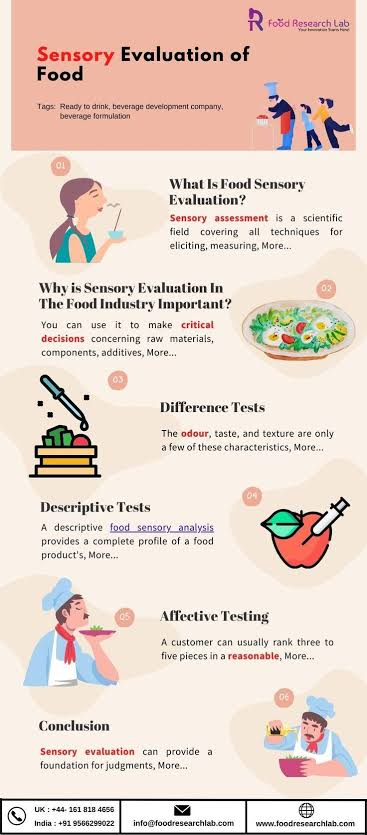 Food Research Lab
Your Innovation Starts Here!
Sensory Evaluation of
Food
Tags: Ready to drink, beverage development company,
beverage formulation
01
What Is Food Sensory
Evaluation?
Sensory assessment is a scientific
field covering all techniques for
eliciting, measuring, More...
Why is Sensory Evaluation In
The Food Industry Important?
02
You can use it to make critical
decisions concerning raw materials,
components, additives, More...
03
Difference Tests
The odour, taste, and texture are only
a few of these characteristics, More...
04
Descriptive Tests
A descriptive food sensory analysis
provides a complete profile of a food
product's, More...
05
Affective Testing
A customer can usually rank three to
five pieces in a reasonable, More...
06
Conclusion
Sensory evaluation can provide a
foundation for judgments, More...
UK : +44- 161 818 4656
India : +91 9566299022
info@foodresearchlab.com
www.foodresearchlab.com